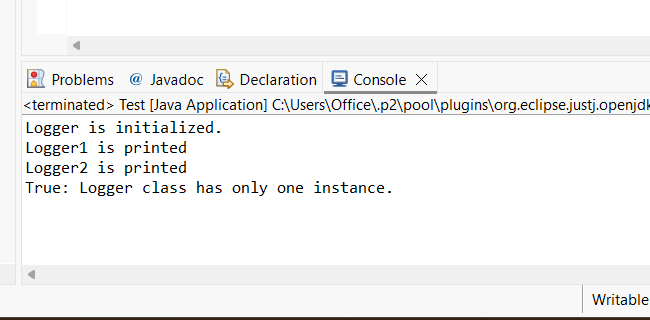 Problems @ Javadoc Declaration Console
<terminated> Test [Java Application] C:\Users\Office\.p2\pool\plugins\org.eclipse.justj.openjdk
Logger is initialized.
Logger1 is printed
Logger2 is printed
True: Logger class has only one instance.
Writable